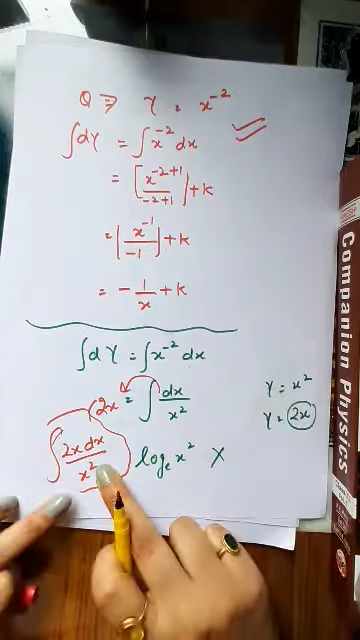 Q ⇒ Y = x⁻²
∫dY = ∫x⁻² dx
= [x⁻²⁺¹ / -2+1] + k
= [x⁻¹ / -1] + k
= - 1/x + k
∫dY = ∫x⁻² dx
(2x = ∫ dx/x²
Y = x²
Y = 2x
∫ 2x dx / x²
logₑ x² X
Companion Maths